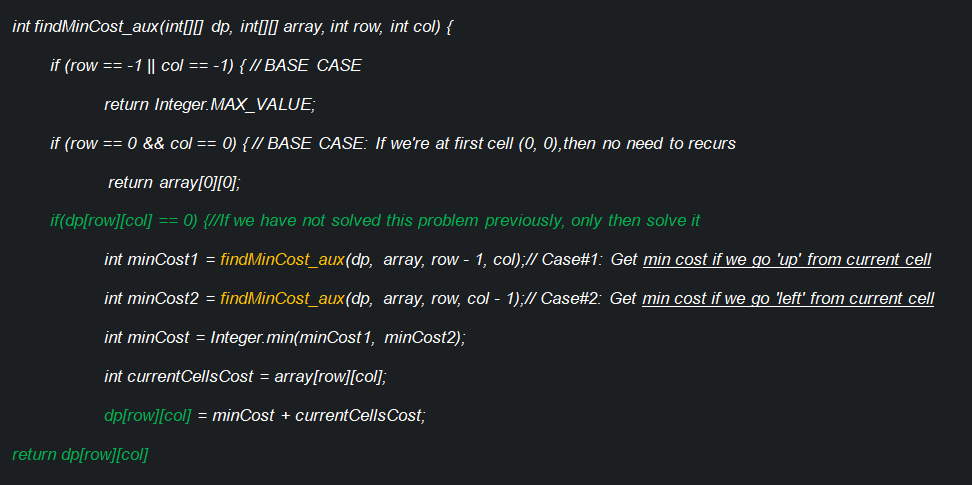 int findMinCost_aux(int[][] dp, int[][] array, int row, int col) {
if (row == -1 || col == -1) { // BASE CASE
return Integer.MAX_VALUE;
if (row == 0 && col == 0) { // BASE CASE: If we're at first cell (0, 0),then no need to recurs
return array[0][0];
if(dp[row][col] == 0) {//If we have not solved this problem previously, only then solve it
int minCost1 = findMinCost_aux(dp, array, row - 1, col);// Case#1: Get min cost if we go 'up' from current cell
int minCost2 = findMinCost_aux(dp, array, row, col - 1);// Case#2: Get min cost if we go 'left' from current cell
int minCost = Integer.min(minCost1, minCost2);
int currentCellsCost = array[row][col];
dp[row][col] = minCost + currentCellsCost;
return dp[row][col]